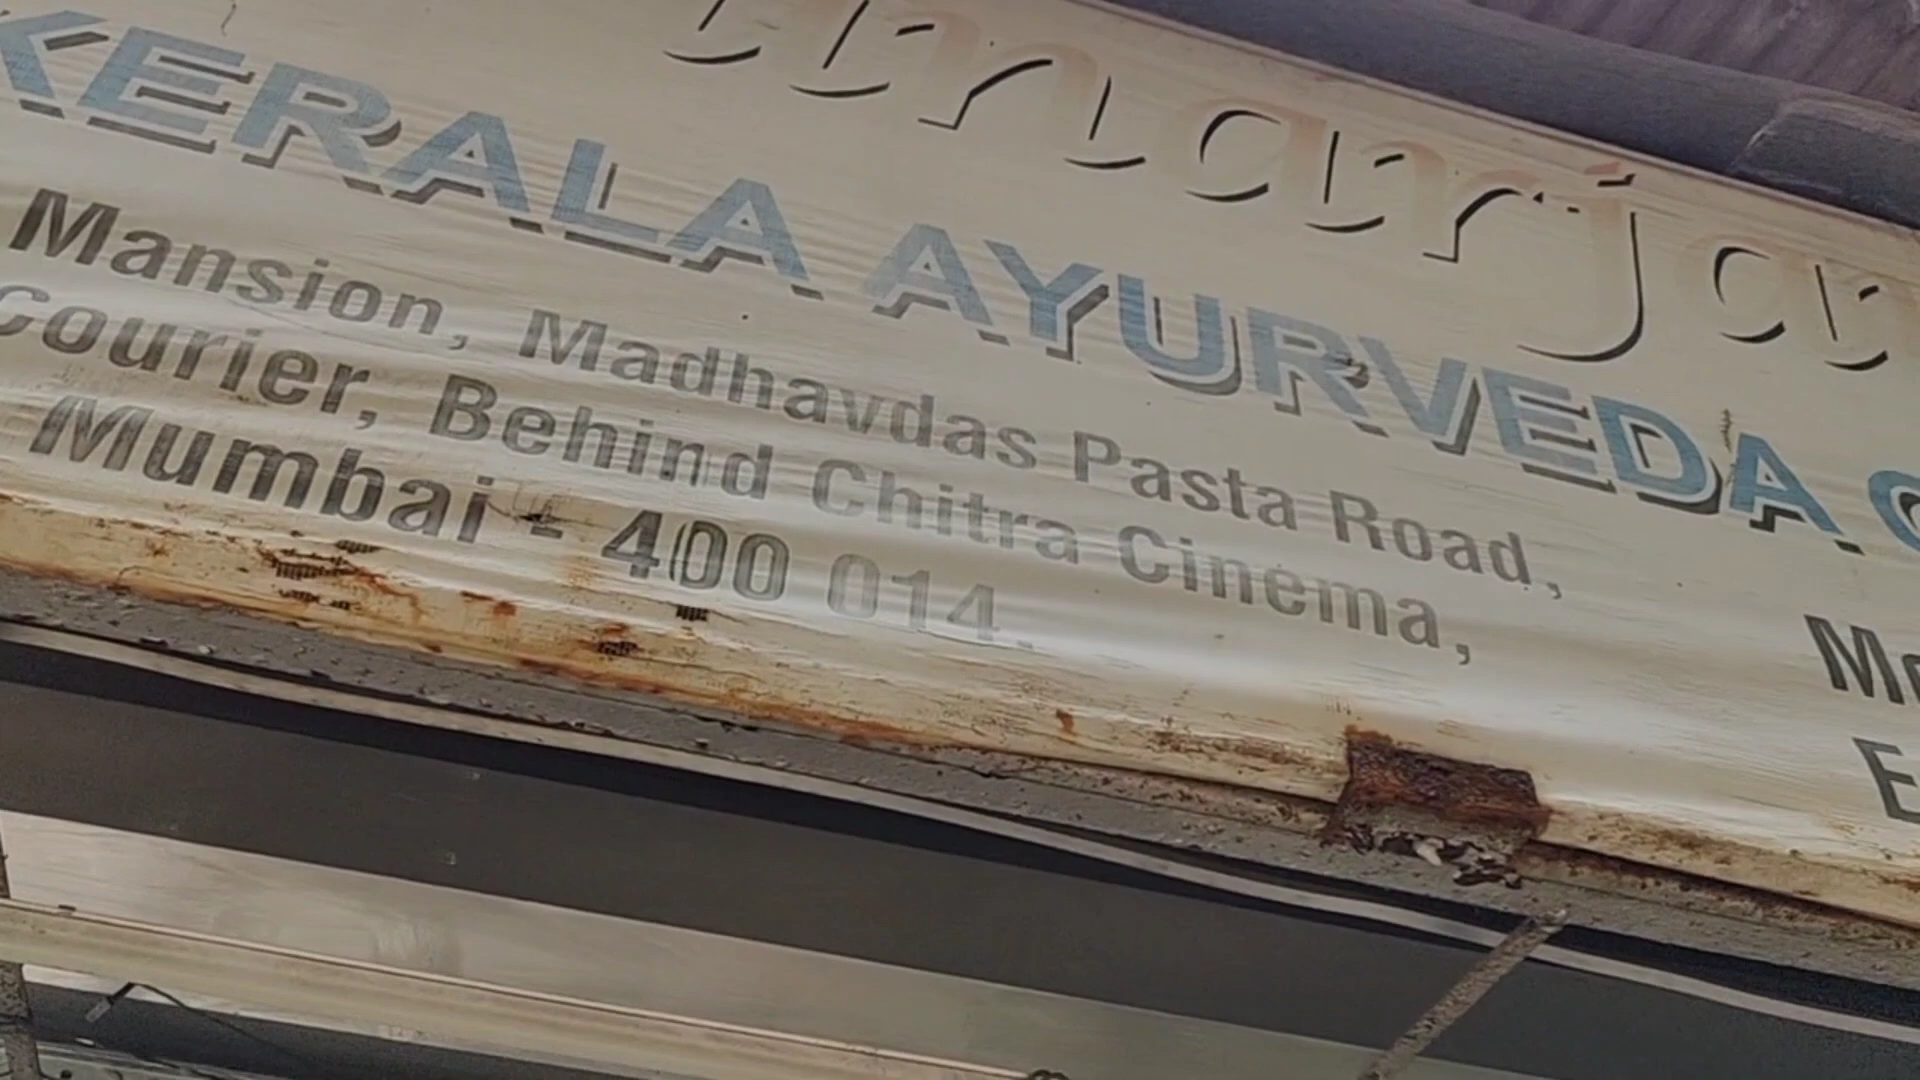 KERALA AYURVEDA
Mansion, Madhavdas Pasta Road,
Courier, Behind Chitra Cinema,
Mumbai - 400 014.